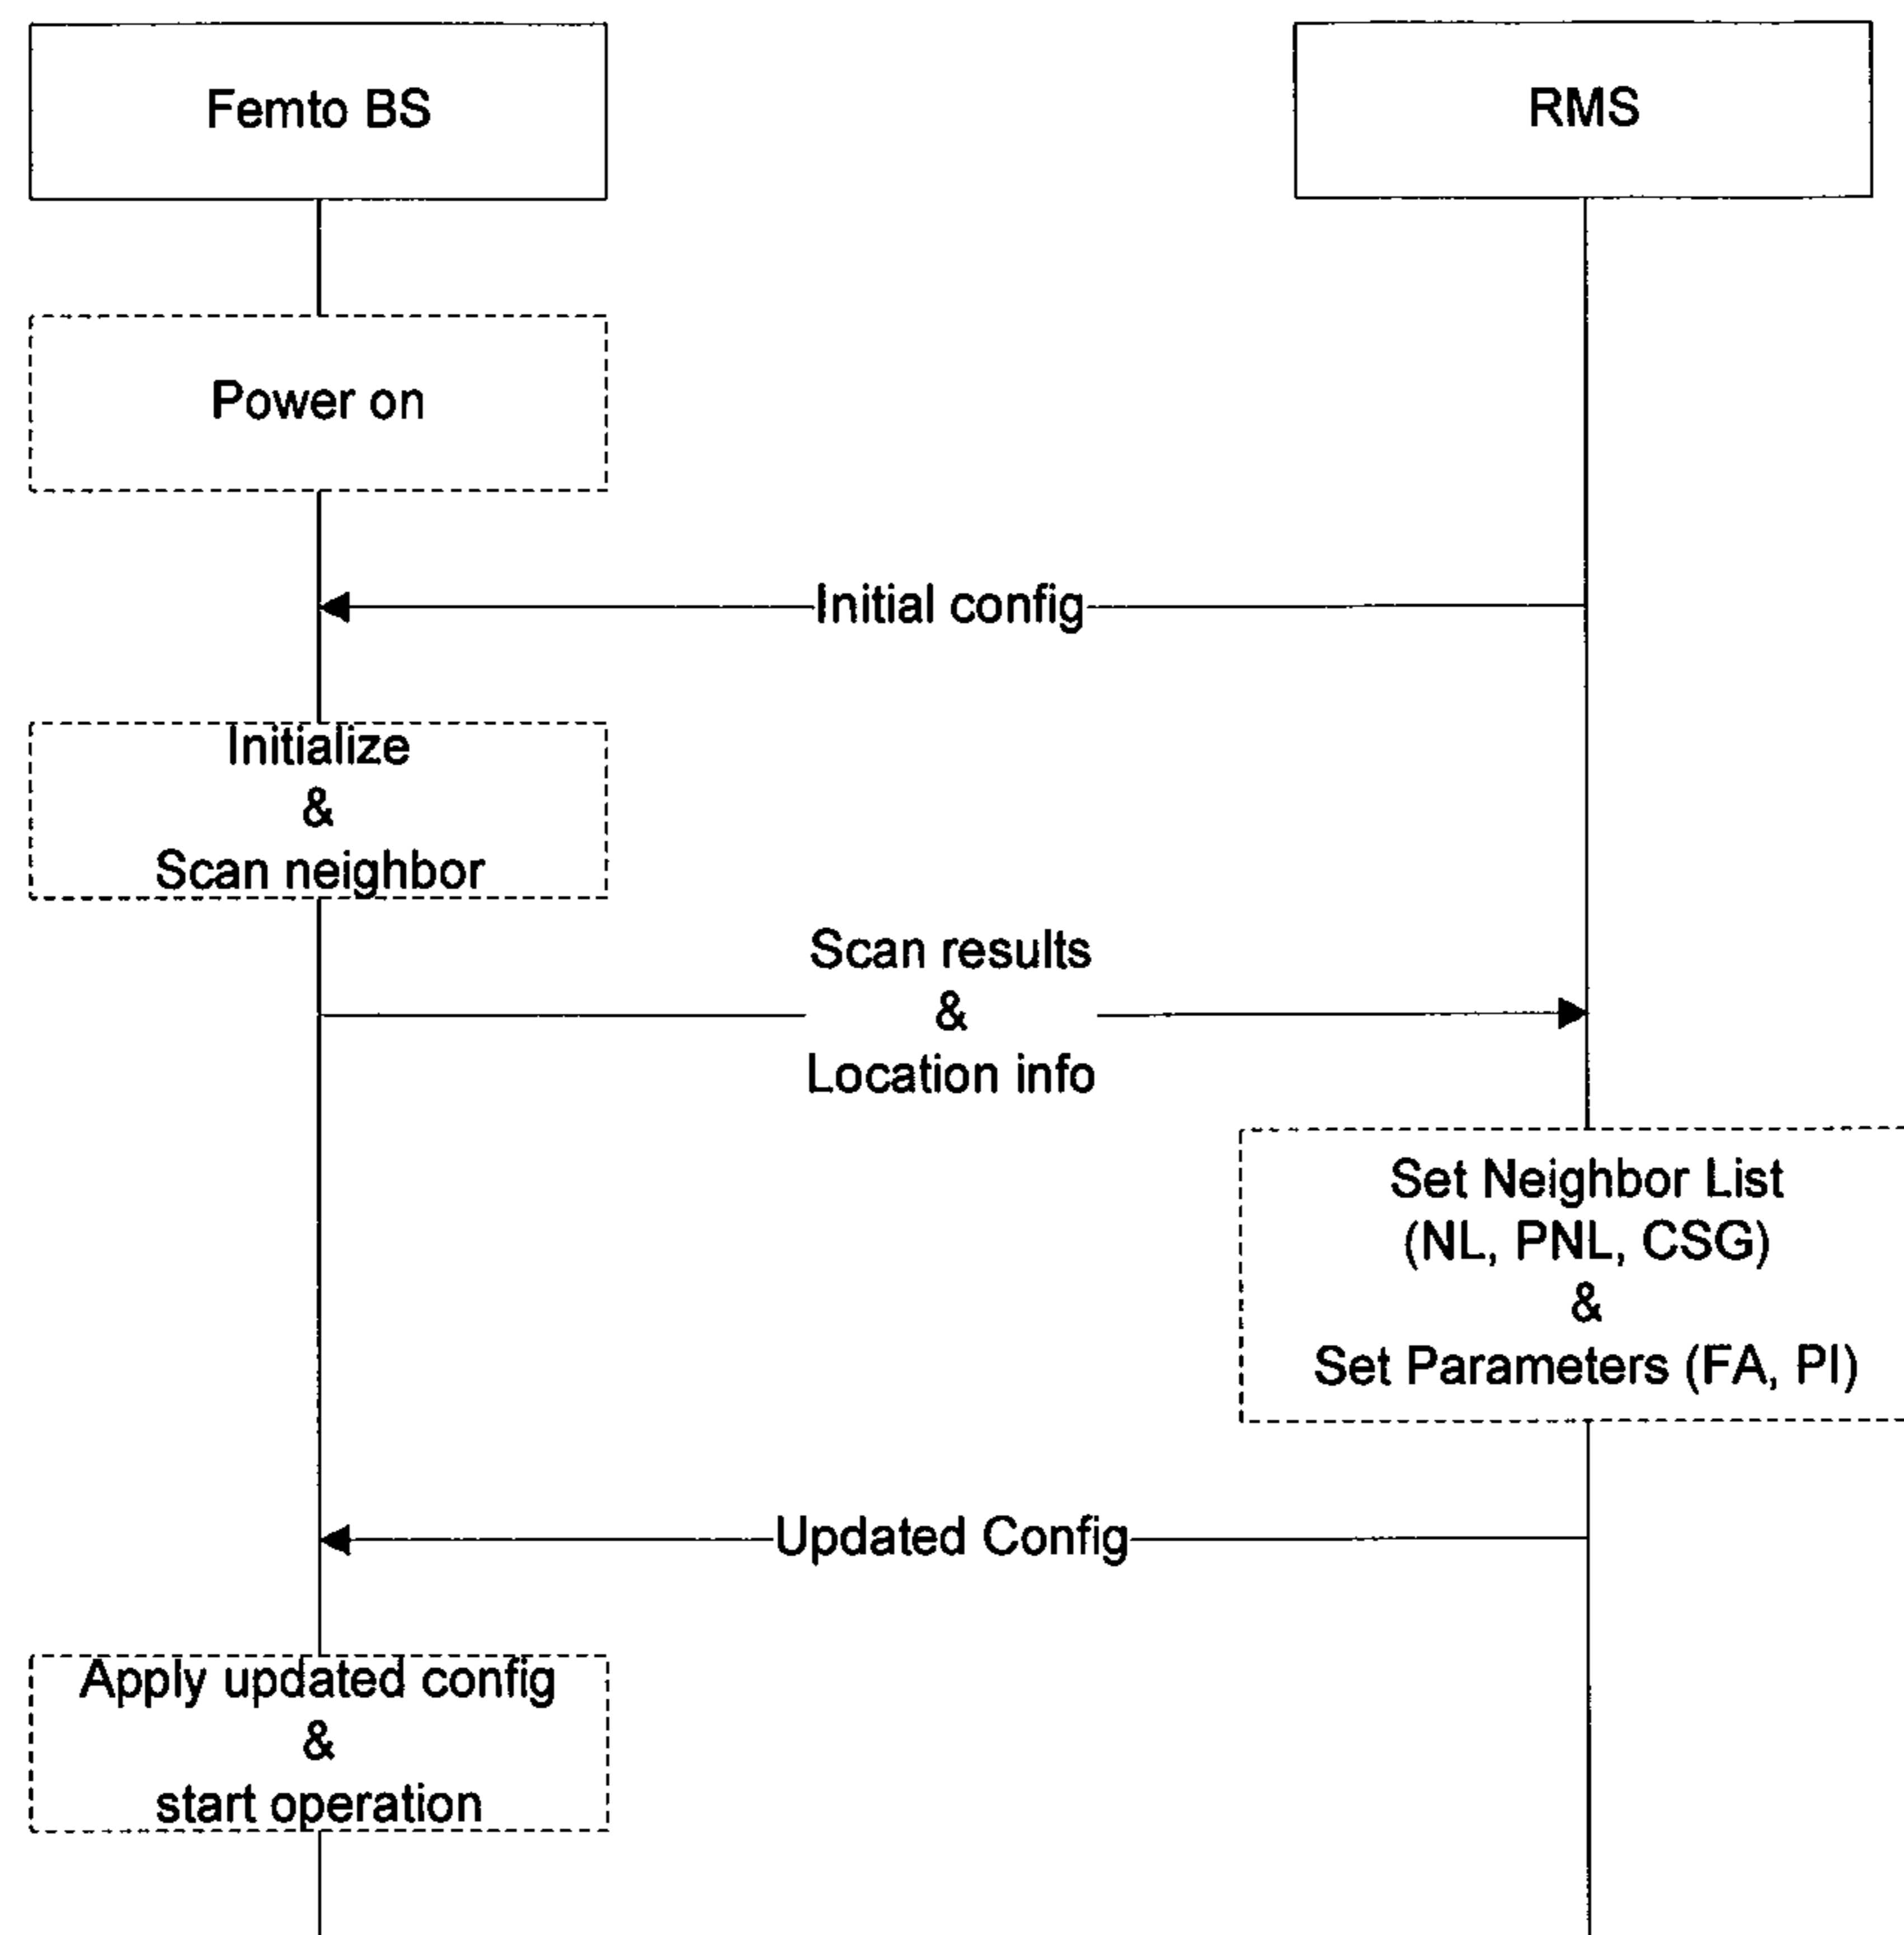 Femto BS
RMS
Power on
Initial config
Initialize
&
Scan neighbor
Scan results
&
Location info
Set Neighbor List
(NL, PNL, CSG)
&
Set Parameters (FA, PI)
Updated Config
Apply updated config
&
start operation